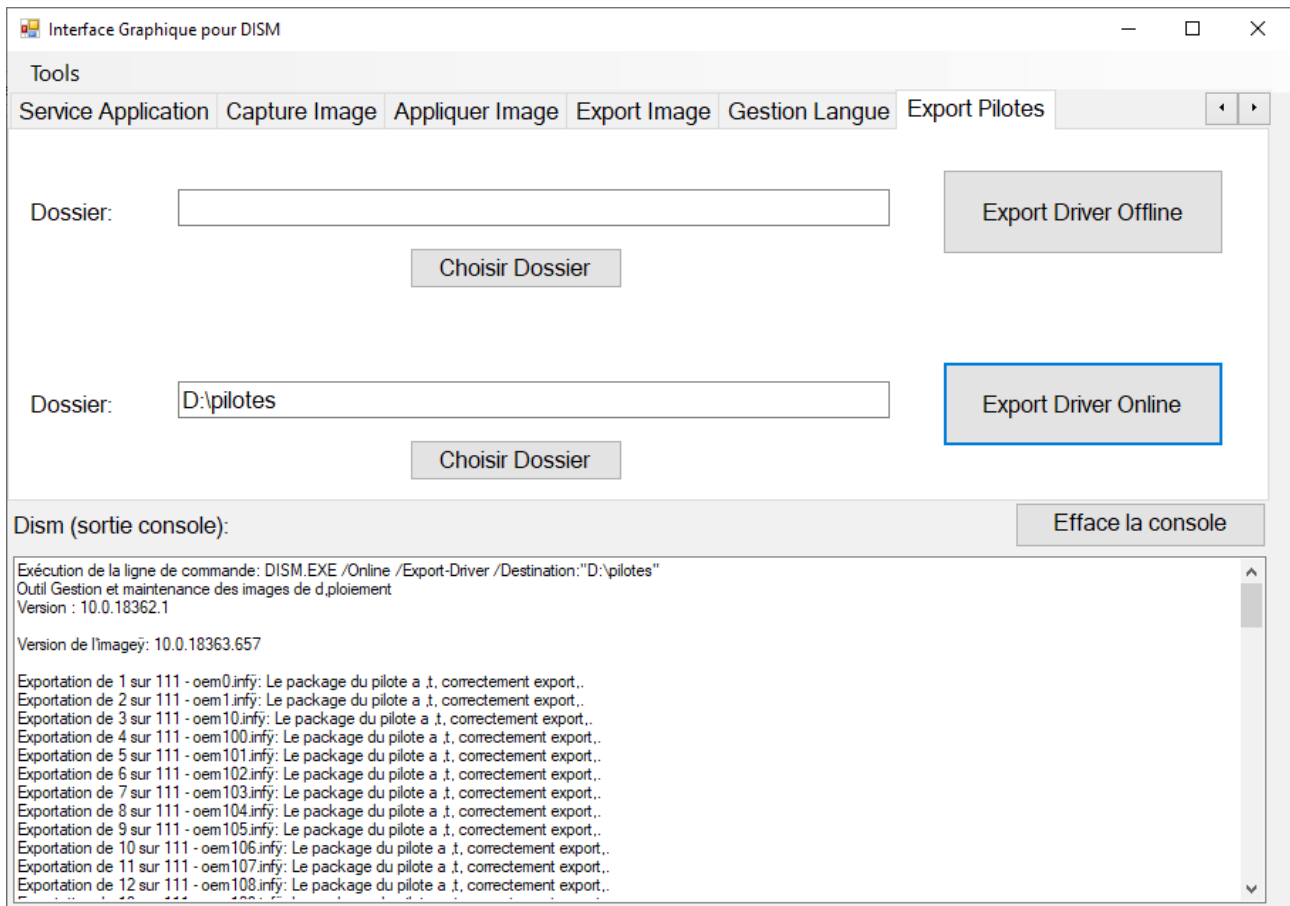 Interface Graphique pour DISM
Tools
Service Application Capture Image Appliquer Image Export Image Gestion Langue Export Pilotes
Dossier:
Export Driver Offline
Choisir Dossier
Dossier: D:\pilotes
Export Driver Online
Choisir Dossier
Dism (sortie console):
Efface la console
Exécution de la ligne de commande: DISM.EXE /Online /Export-Driver /Destination:"D:\pilotes"
Outil Gestion et maintenance des images de d‚ploiement
Version : 10.0.18362.1
Version de l'imageÿ: 10.0.18363.657
Exportation de 1 sur 111 - oem0.infÿ: Le package du pilote a ‚t‚ correctement export‚.
Exportation de 2 sur 111 - oem1.infÿ: Le package du pilote a ‚t‚ correctement export‚.
Exportation de 3 sur 111 - oem10.infÿ: Le package du pilote a ‚t‚ correctement export‚.
Exportation de 4 sur 111 - oem100.infÿ: Le package du pilote a ‚t‚ correctement export‚.
Exportation de 5 sur 111 - oem101.infÿ: Le package du pilote a ‚t‚ correctement export‚.
Exportation de 6 sur 111 - oem102.infÿ: Le package du pilote a ‚t‚ correctement export‚.
Exportation de 7 sur 111 - oem103.infÿ: Le package du pilote a ‚t‚ correctement export‚.
Exportation de 8 sur 111 - oem104.infÿ: Le package du pilote a ‚t‚ correctement export‚.
Exportation de 9 sur 111 - oem105.infÿ: Le package du pilote a ‚t‚ correctement export‚.
Exportation de 10 sur 111 - oem106.infÿ: Le package du pilote a ‚t‚ correctement export‚.
Exportation de 11 sur 111 - oem107.infÿ: Le package du pilote a ‚t‚ correctement export‚.
Exportation de 12 sur 111 - oem108.infÿ: Le package du pilote a ‚t‚ correctement export‚.